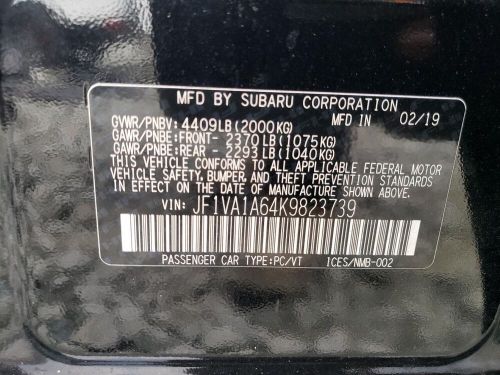 MFD BY SUBARU CORPORATION
MFD IN 02/19
GVWR/PNBV: 4409LB(2000KG)
GAWR/PNBE:FRONT- 2370LB(1075KG)
GAWR/PNBE:REAR - 2293LB(1040KG)
THIS VEHICLE CONFORMS TO ALL APPLICABLE FEDERAL MOTOR
VEHICLE SAFETY, BUMPER, AND THEFT PREVENTION STANDARDS
IN EFFECT ON THE DATE OF MANUFACTURE SHOWN ABOVE.
VIN: JF1VA1A64K9823739
PASSENGER CAR TYPE:PC/VT ICES/NMB-002